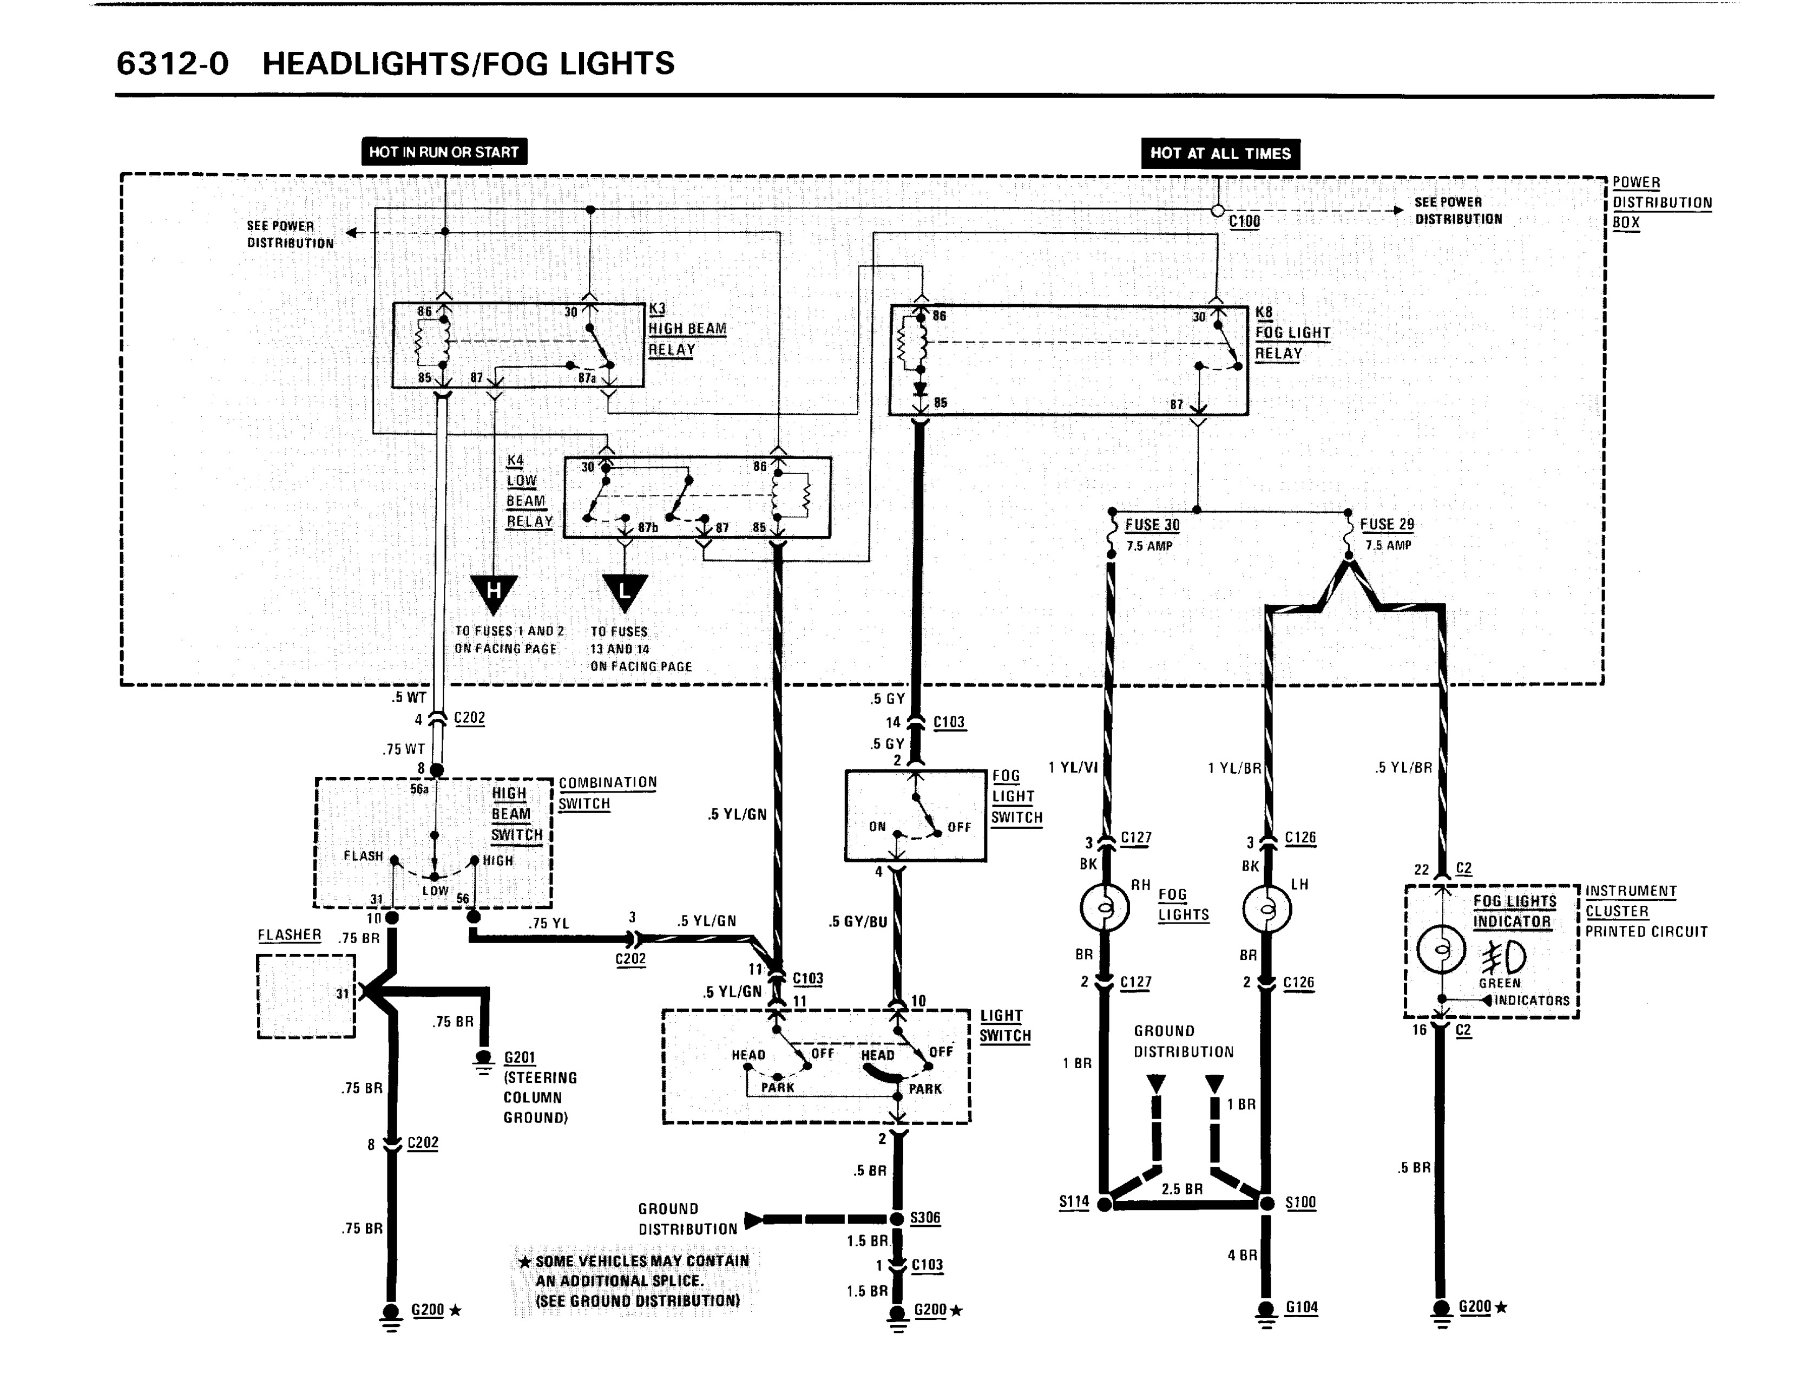 6312-0 HEADLIGHTS/FOG LIGHTS
HOT IN RUN OR START
HOT AT ALL TIMES
POWER
DISTRIBUTION
BOX
SEE POWER
DISTRIBUTION
C100
SEE POWER
DISTRIBUTION
86
30
K3
HIGH BEAM
RELAY
85
87
87a
86
30
K8
FOG LIGHT
RELAY
85
87
K4
LOW
BEAM
RELAY
30
86
87b
87
85
FUSE 30
7.5 AMP
FUSE 29
7.5 AMP
H
L
TO FUSES 1 AND 2
ON FACING PAGE
TO FUSES
13 AND 14
ON FACING PAGE
.5 WT
4
C202
.75 WT
8
56a
HIGH
BEAM
SWITCH
COMBINATION
SWITCH
FLASH
LOW
HIGH
31
56
10
.75 BR
FLASHER
31
.75 BR
G201
(STEERING
COLUMN
GROUND)
.75 BR
8
C202
.75 BR
G200 ★
.75 YL
3
C202
.5 YL/GN
.5 YL/GN
11
C103
.5 YL/GN
11
.5 GY
14
C103
.5 GY
2
FOG
LIGHT
SWITCH
ON
OFF
4
.5 GY/BU
10
LIGHT
SWITCH
HEAD
OFF
PARK
HEAD
OFF
PARK
2
.5 BR
GROUND
DISTRIBUTION
S306
1.5 BR
1
C103
1.5 BR
G200 ★
★ SOME VEHICLES MAY CONTAIN
AN ADDITIONAL SPLICE.
(SEE GROUND DISTRIBUTION)
1 YL/VI
3
C127
BK
RH
FOG
LIGHTS
BR
2
C127
1 BR
1 YL/BR
3
C126
BK
LH
BR
2
C126
GROUND
DISTRIBUTION
1 BR
S114
2.5 BR
S100
4 BR
G104
.5 YL/BR
22
C2
FOG LIGHTS
INDICATOR
GREEN
INDICATORS
INSTRUMENT
CLUSTER
PRINTED CIRCUIT
16
C2
.5 BR
G200 ★